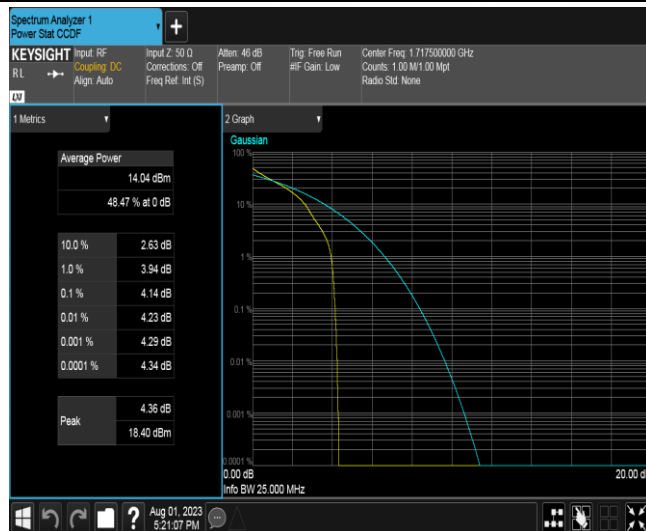 Spectrum Analyzer 1
Power Stat CCDF
KEYSIGHT
RL
Input: RF
Coupling: DC
Align: Auto
Input Z: 50 Ω
Corrections: Off
Freq Ref: Int (S)
Atten: 46 dB
Preamp: Off
Trig: Free Run
#IF Gain: Low
Center Freq: 1.717500000 GHz
Counts: 1.00 M/1.00 Mpt
Radio Std: None
1 Metrics
Average Power
14.04 dBm
48.47 % at 0 dB
10.0 % 2.63 dB
1.0 % 3.94 dB
0.1 % 4.14 dB
0.01 % 4.23 dB
0.001 % 4.29 dB
0.0001 % 4.34 dB
Peak
4.36 dB
18.40 dBm
2 Graph
Gaussian
100 %
10 %
1 %
0.1 %
0.01 %
0.001 %
0.0001 %
0.00 dB
20.00 d
Info BW 25.000 MHz
Aug 01, 2023
5:21:07 PM